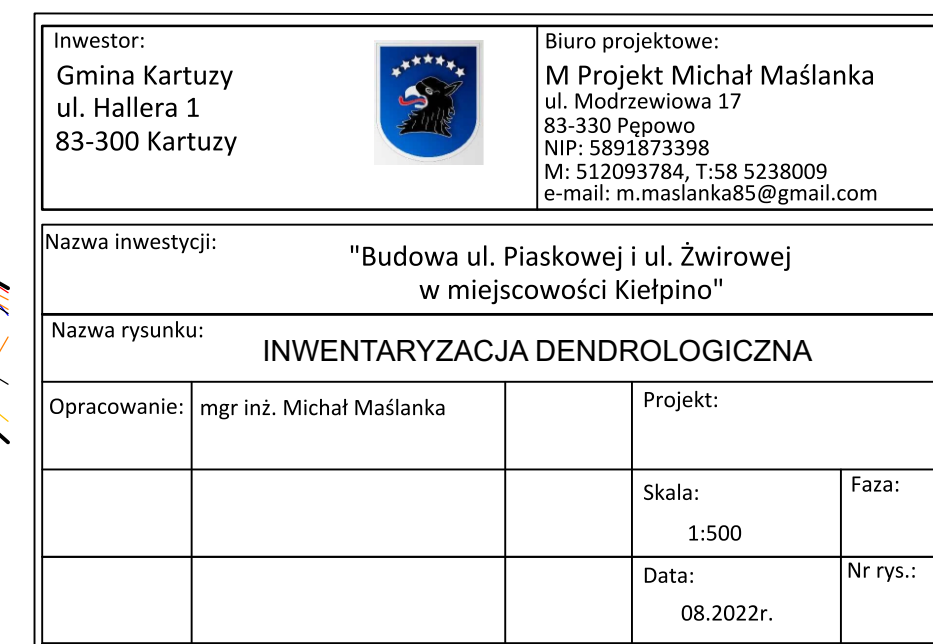 Inwestor:
Gmina Kartuzy
ul. Hallera 1
83-300 Kartuzy
Biuro projektowe:
M Projekt Michał Maślanka
ul. Modrzewiowa 17
83-330 Pępowo
NIP: 5891873398
M: 512093784, T:58 5238009
e-mail: m.maslanka85@gmail.com
Nazwa inwestycji:
"Budowa ul. Piaskowej i ul. Żwirowej
w miejscowości Kiełpino"
Nazwa rysunku:
INWENTARYZACJA DENDROLOGICZNA
Opracowanie:
mgr inż. Michał Maślanka
Projekt:
Skala:
1:500
Faza:
Data:
08.2022r.
Nr rys.: